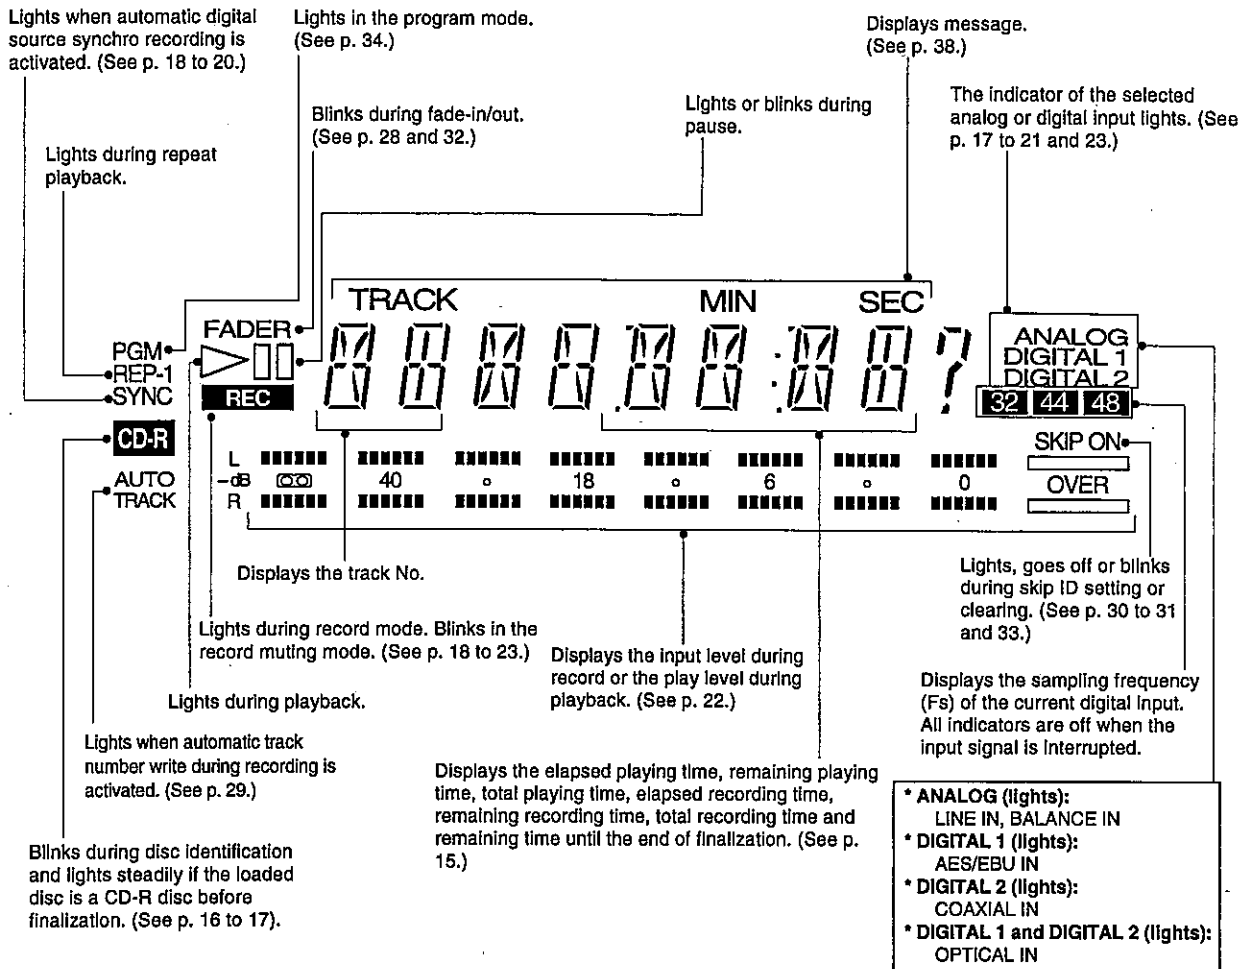 Lights when automatic digital
source synchro recording is
activated. (See p. 18 to 20.)
Lights in the program mode.
(See p. 34.)
Displays message.
(See p. 38.)
Blinks during fade-in/out.
(See p. 28 and 32.)
Lights or blinks during
pause.
The indicator of the selected
analog or digital input lights. (See
p. 17 to 21 and 23.)
Lights during repeat
playback.
TRACK MIN SEC
FADER
PGM
REP-1
SYNC
REC
ANALOG
DIGITAL 1
DIGITAL 2
32 44 48
CD-R
SKIP ON
AUTO
TRACK
L
-dB 40 18 6 0
R
OVER
Displays the track No.
Lights, goes off or blinks
during skip ID setting or
clearing. (See p. 30 to 31
and 33.)
Lights during record mode. Blinks in the
record muting mode. (See p. 18 to 23.)
Displays the input level during
record or the play level during
playback. (See p. 22.)
Displays the sampling frequency
(Fs) of the current digital input.
All indicators are off when the
input signal is interrupted.
Lights during playback.
Lights when automatic track
number write during recording is
activated. (See p. 29.)
Displays the elapsed playing time, remaining playing
time, total playing time, elapsed recording time,
remaining recording time, total recording time and
remaining time until the end of finalization. (See p.
15.)
Blinks during disc identification
and lights steadily if the loaded
disc is a CD-R disc before
finalization. (See p. 16 to 17).
* ANALOG (lights):
LINE IN, BALANCE IN
* DIGITAL 1 (lights):
AES/EBU IN
* DIGITAL 2 (lights):
COAXIAL IN
* DIGITAL 1 and DIGITAL 2 (lights):
OPTICAL IN